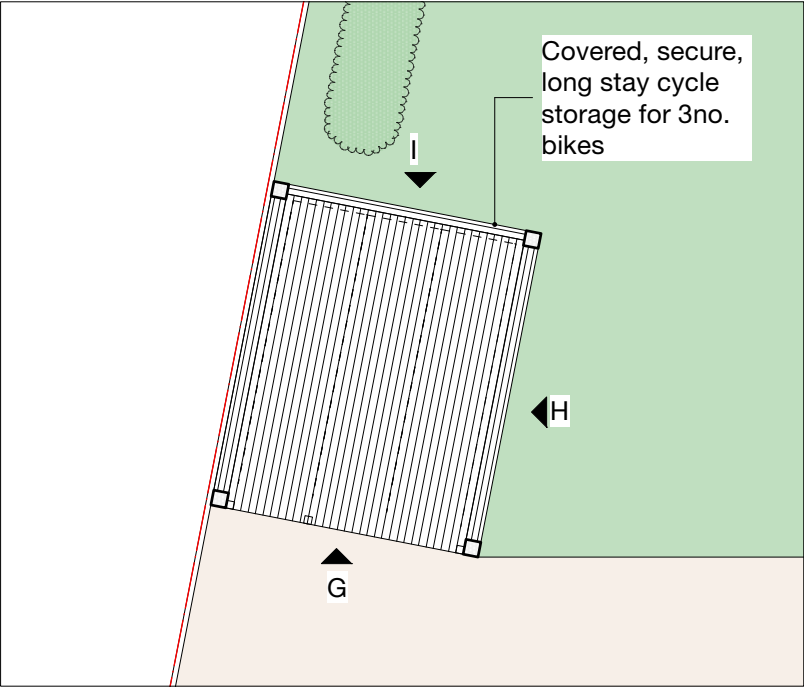 Covered, secure,
long stay cycle
storage for 3no.
bikes
I
H
G